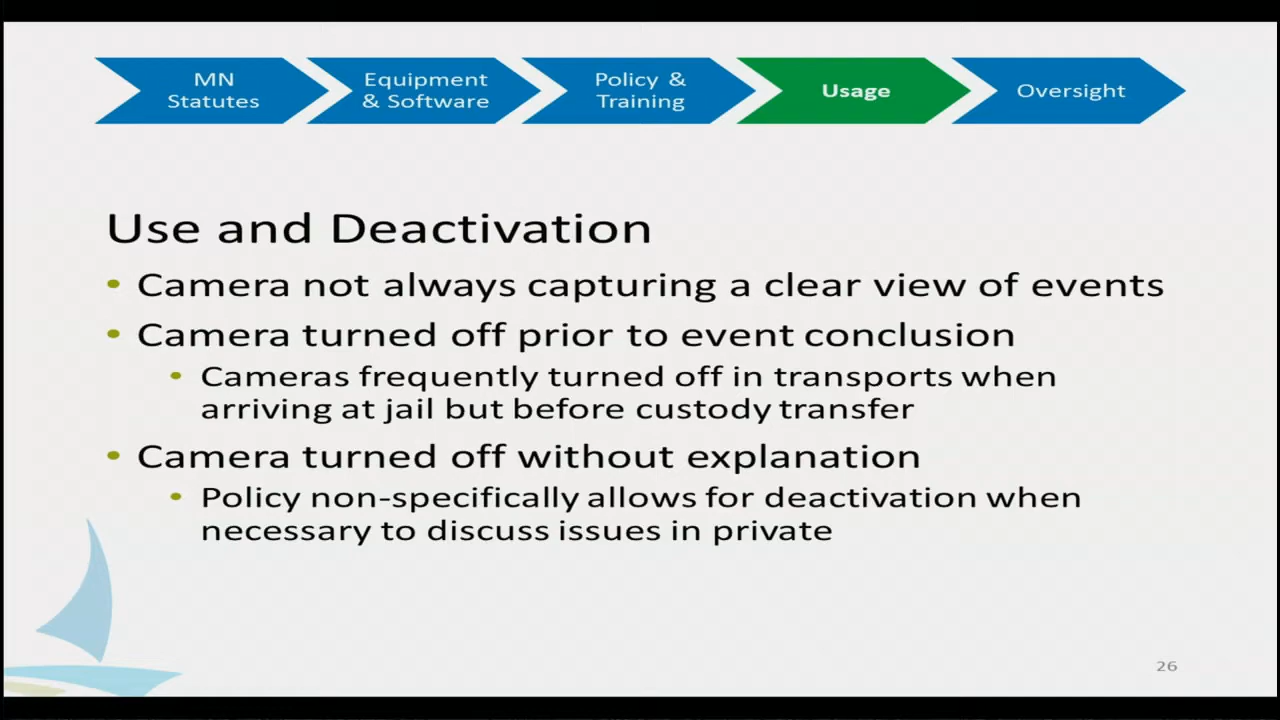 MN
Statutes
Equipment
& Software
Policy &
Training
Usage
Oversight
Use and Deactivation
• Camera not always capturing a clear view of events
• Camera turned off prior to event conclusion
• Cameras frequently turned off in transports when
arriving at jail but before custody transfer
• Camera turned off without explanation
• Policy non-specifically allows for deactivation when
necessary to discuss issues in private
26